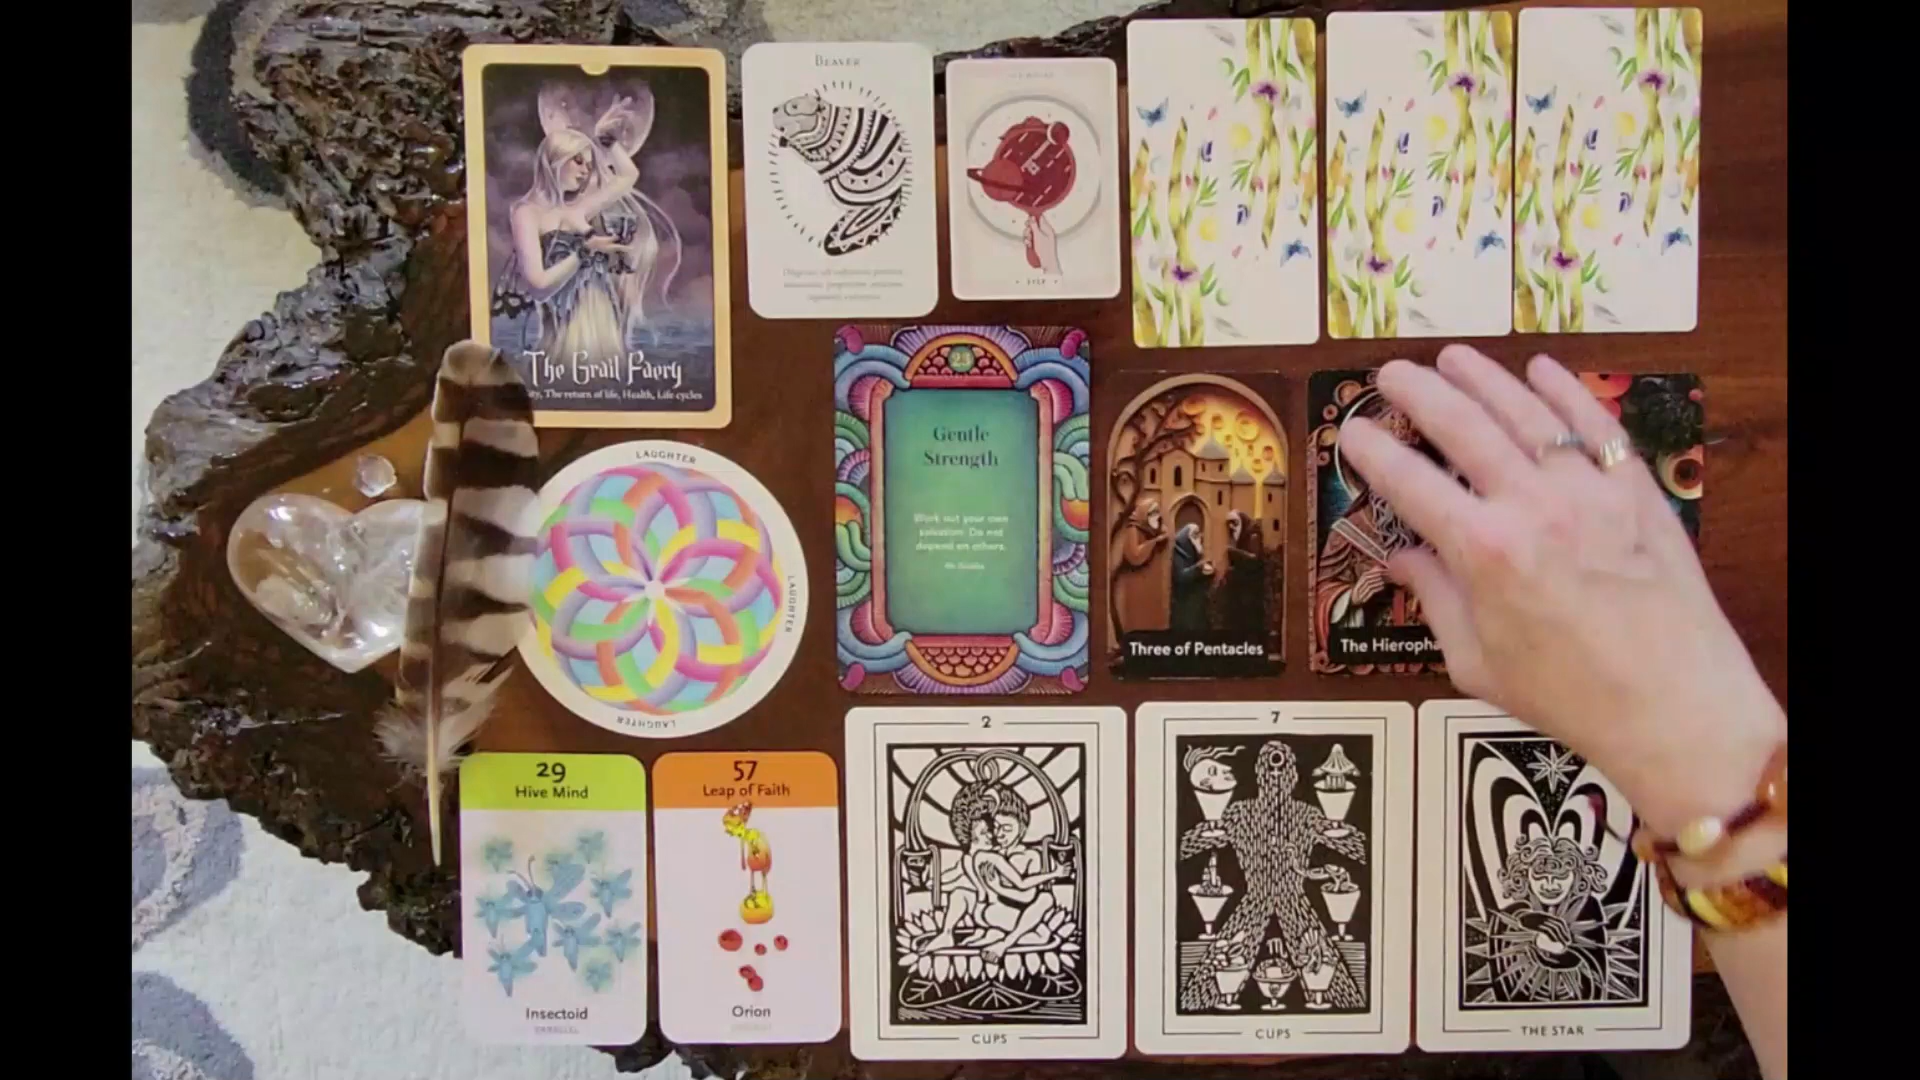 The Grail Faery
The return of life, Health, Life cycles
BEAVER
LAUGHTER
LAUGHTER
LAUGHTER
23
Gentle
Strength
Work out your own
salvation. Do not
depend on others.
Three of Pentacles
The Hieropha
29
Hive Mind
Insectoid
57
Leap of Faith
Orion
2
CUPS
7
CUPS
THE STAR